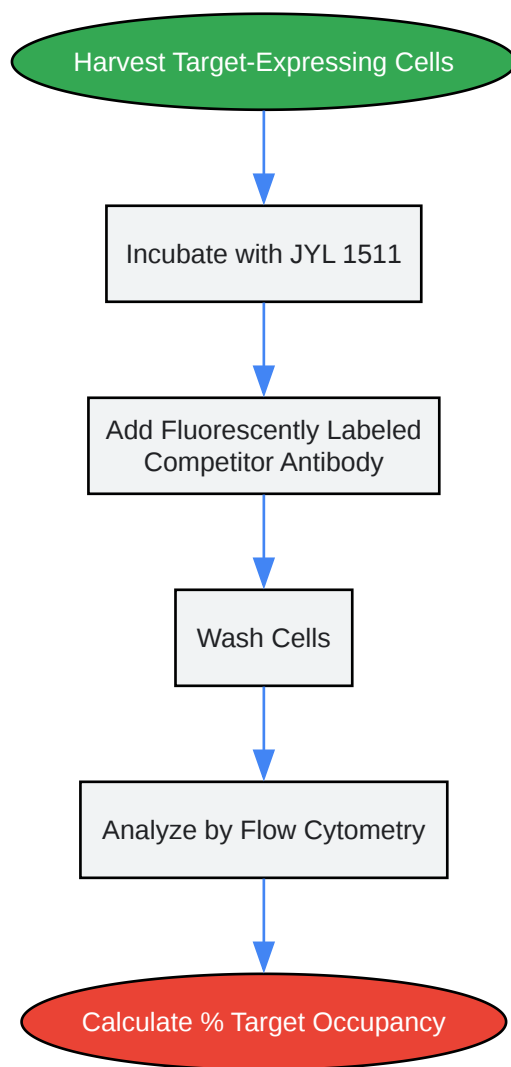 Harvest Target-Expressing Cells
Incubate with JYL 1511
Add Fluorescently Labeled
Competitor Antibody
Wash Cells
Analyze by Flow Cytometry
Calculate % Target Occupancy